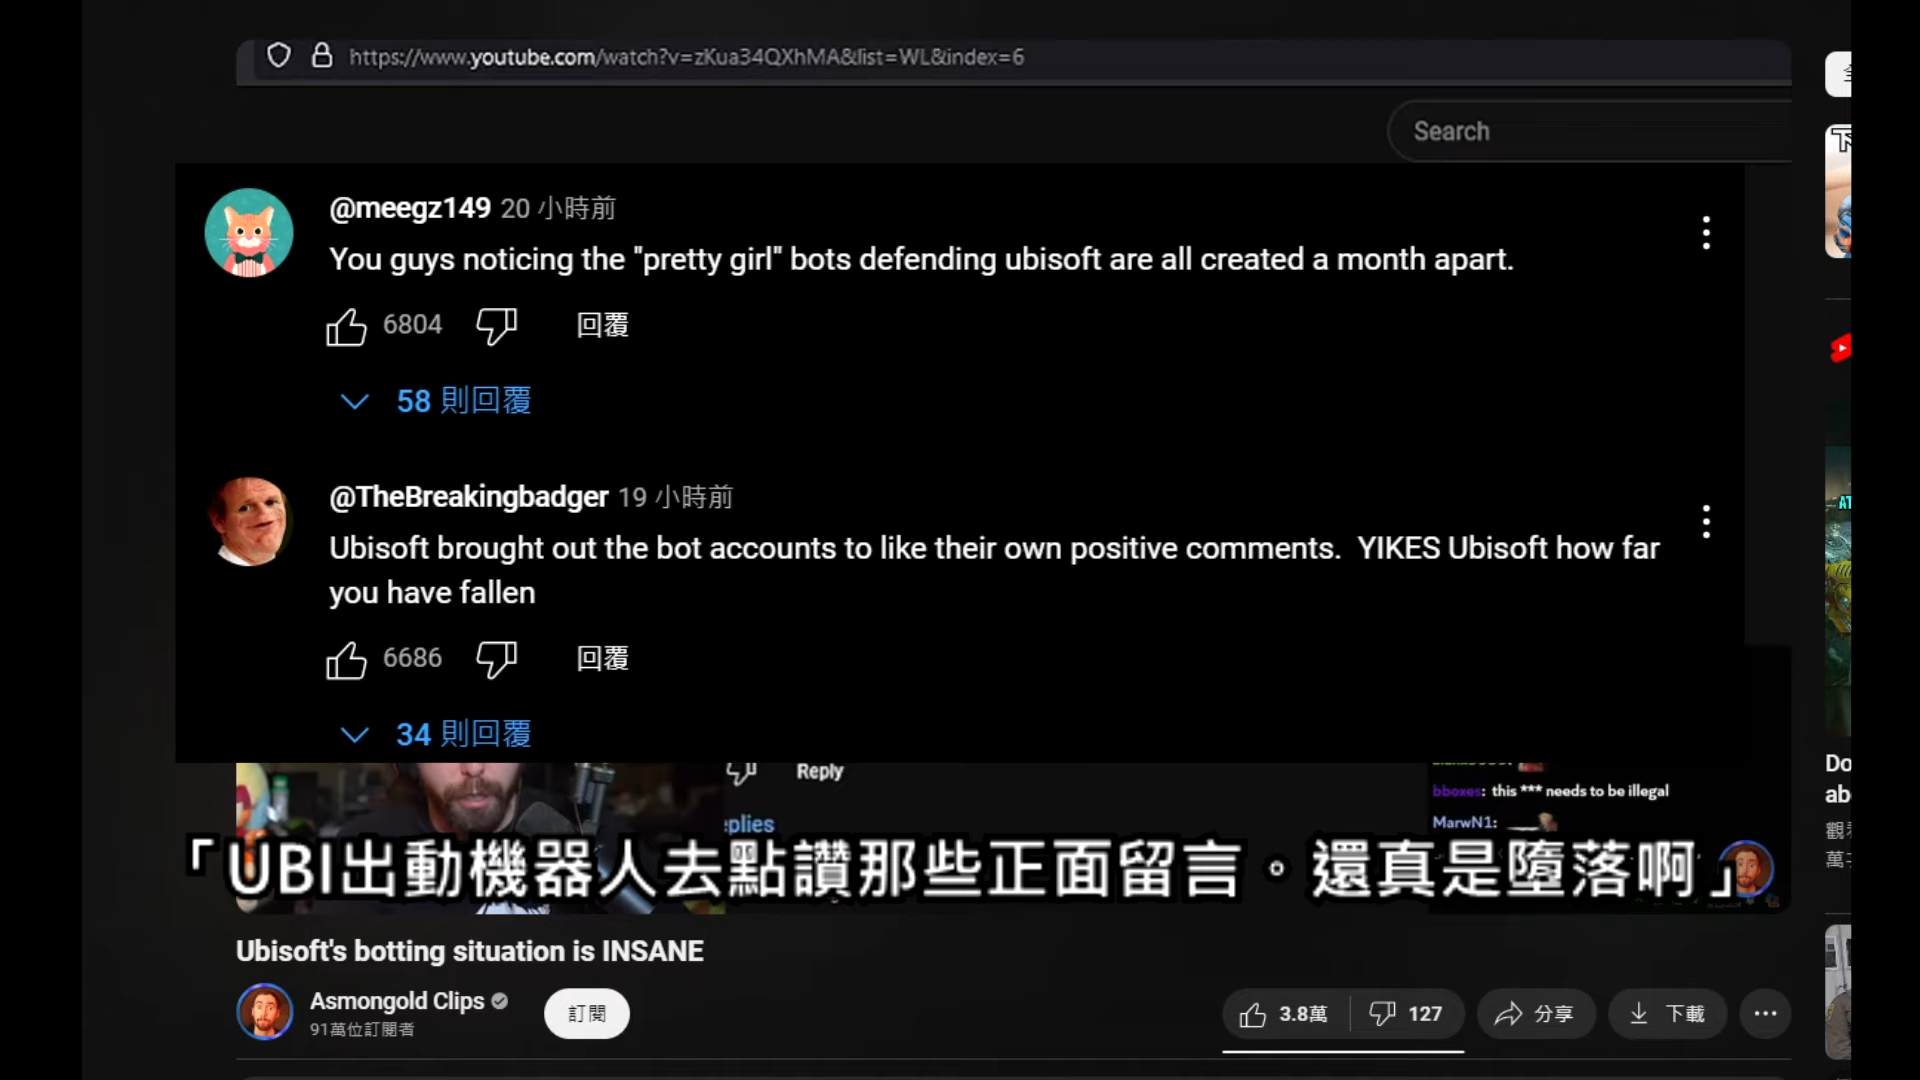 https://www.youtube.com/watch?v=zKua34QXhMA&list=WL&index=6
Search
@meegz149 20 小時前
You guys noticing the "pretty girl" bots defending ubisoft are all created a month apart.
6804 回覆
58 則回覆
@TheBreakingbadger 19 小時前
Ubisoft brought out the bot accounts to like their own positive comments.  YIKES Ubisoft how far
you have fallen
6686 回覆
34 則回覆
Reply
bboxes: this *** needs to be illegal
MarwN1:
plies
「UBI出動機器人去點讚那些正面留言。還真是墮落啊」
Ubisoft's botting situation is INSANE
Asmongold Clips
91萬位訂閱者
訂閱
3.8萬
127
分享
下載
Do
ab